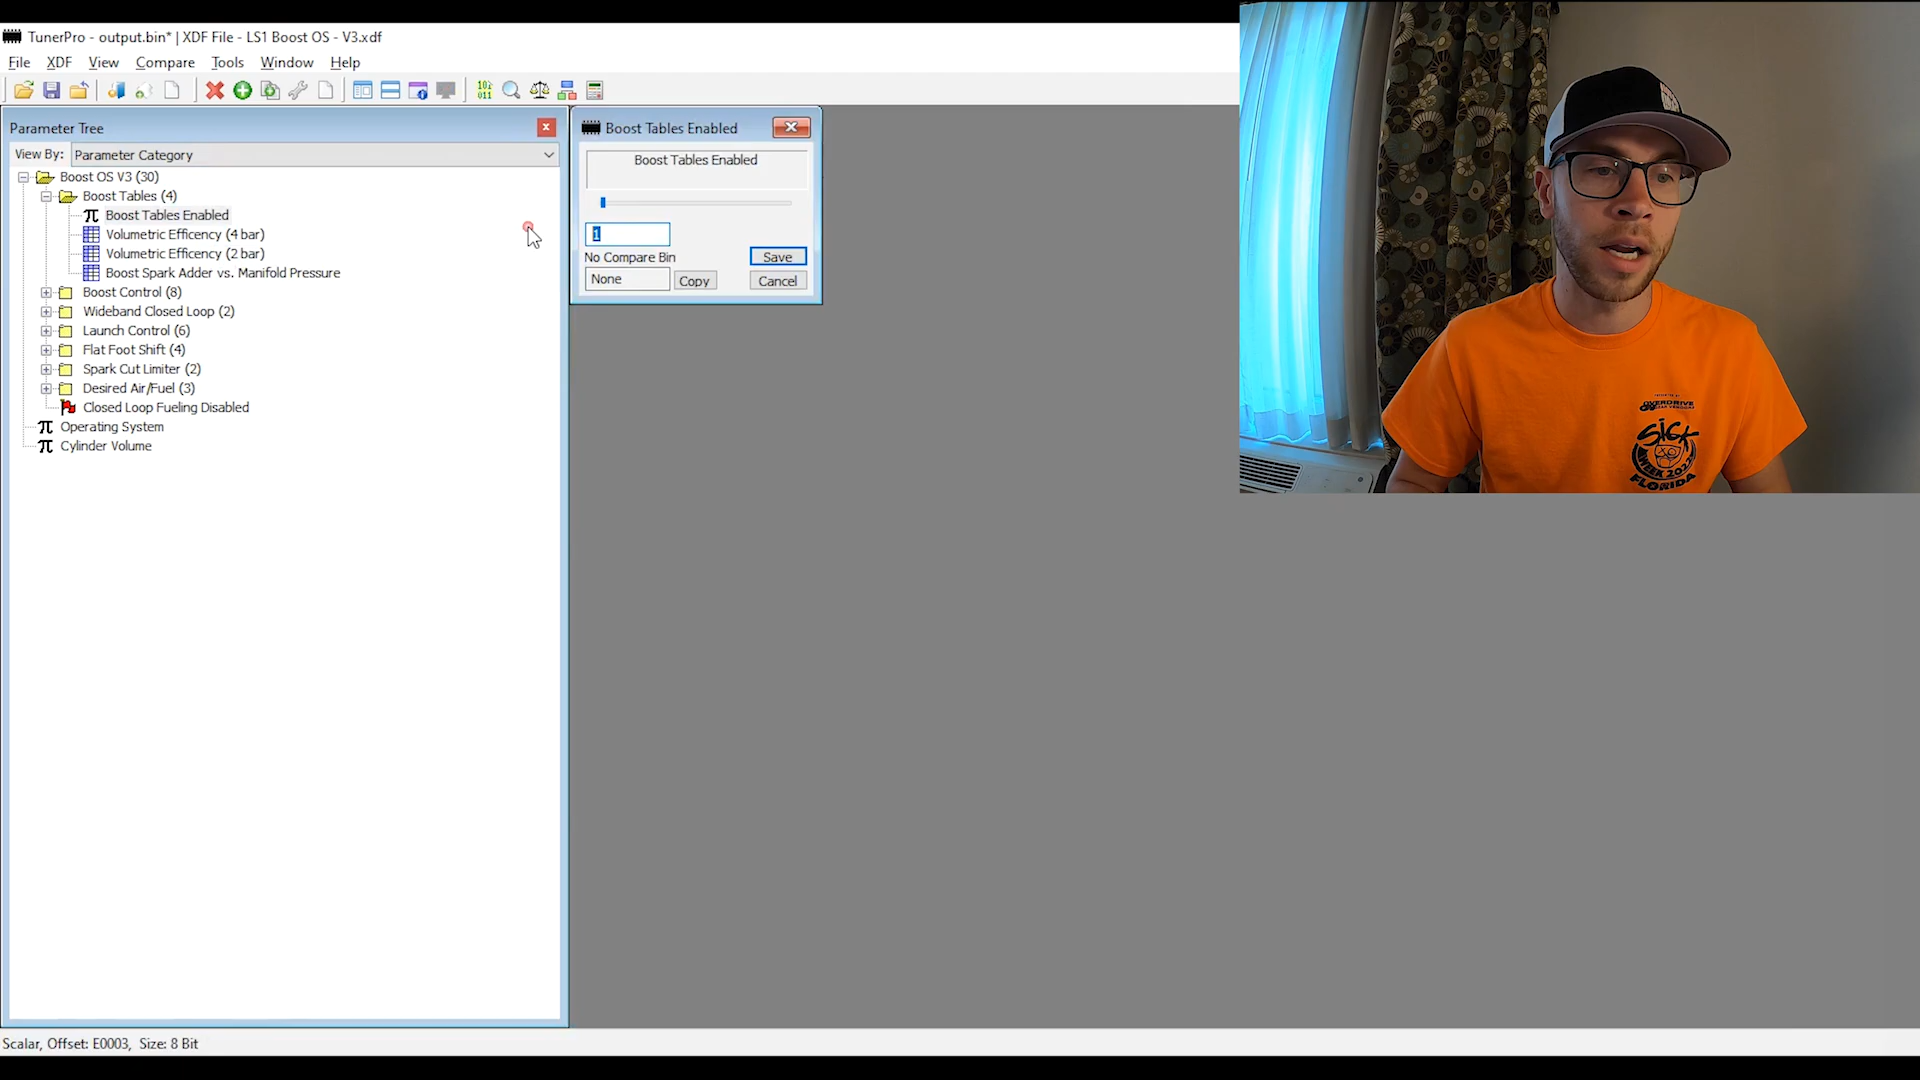 TunerPro - output.bin* | XDF File - LS1 Boost OS - V3.xdf
File XDF View Compare Tools Window Help
Parameter Tree
View By: Parameter Category
Boost OS V3 (30)
Boost Tables (4)
Boost Tables Enabled
Volumetric Efficency (4 bar)
Volumetric Efficency (2 bar)
Boost Spark Adder vs. Manifold Pressure
Boost Control (8)
Wideband Closed Loop (2)
Launch Control (6)
Flat Foot Shift (4)
Spark Cut Limiter (2)
Desired Air/Fuel (3)
Closed Loop Fueling Disabled
Operating System
Cylinder Volume
Boost Tables Enabled
Boost Tables Enabled
1
No Compare Bin
Save
None
Copy
Cancel
OVERDRIVE
SICK
WEEK 2022
FLORIDA
Scalar, Offset: E0003, Size: 8 Bit